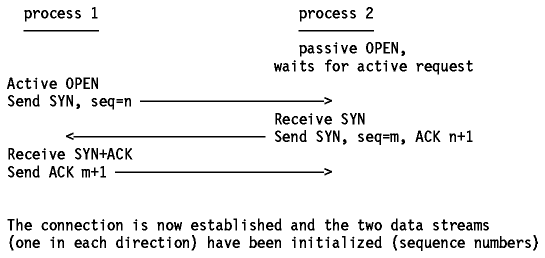 process 1 process 2
passive OPEN,
waits for active request
Active OPEN
Send SYN, seq=n
Receive SYN
Send SYN, seq=m, ACK n+1
Receive SYN+ACK
Send ACK m+1
The connection is now established and the two data streams
(one in each direction) have been initialized (sequence numbers)